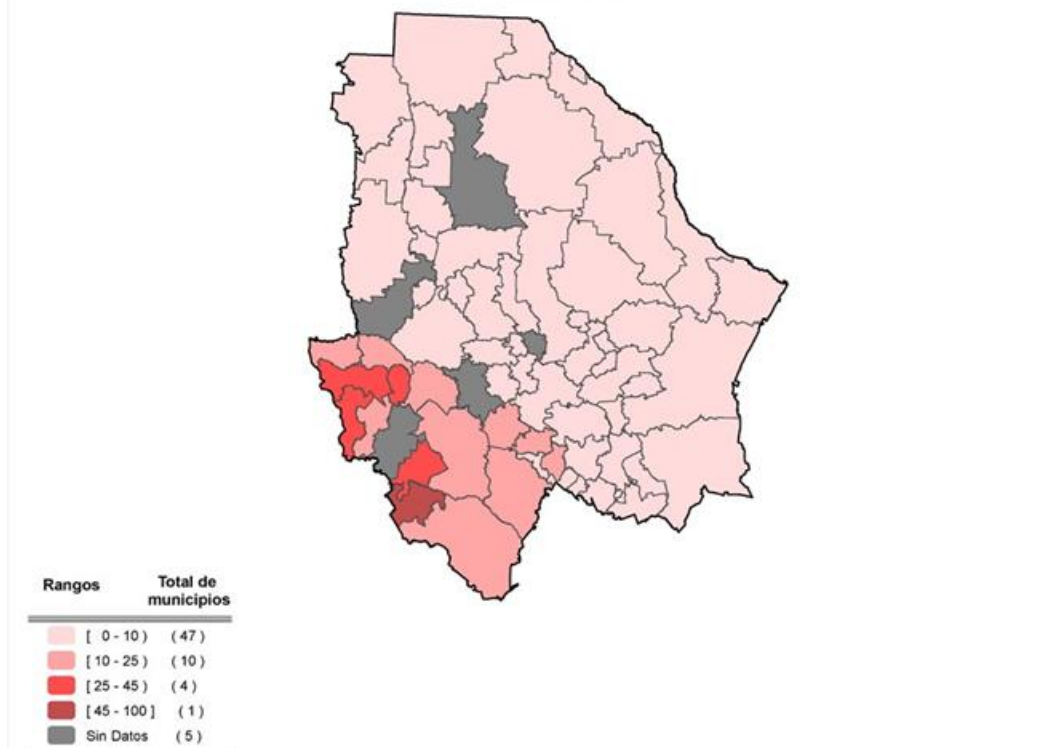 Rangos Total de municipios
[ 0 - 10 ) ( 47 )
[ 10 - 25 ) ( 10 )
[ 25 - 45 ) ( 4 )
[ 45 - 100 ] ( 1 )
Sin Datos ( 5 )